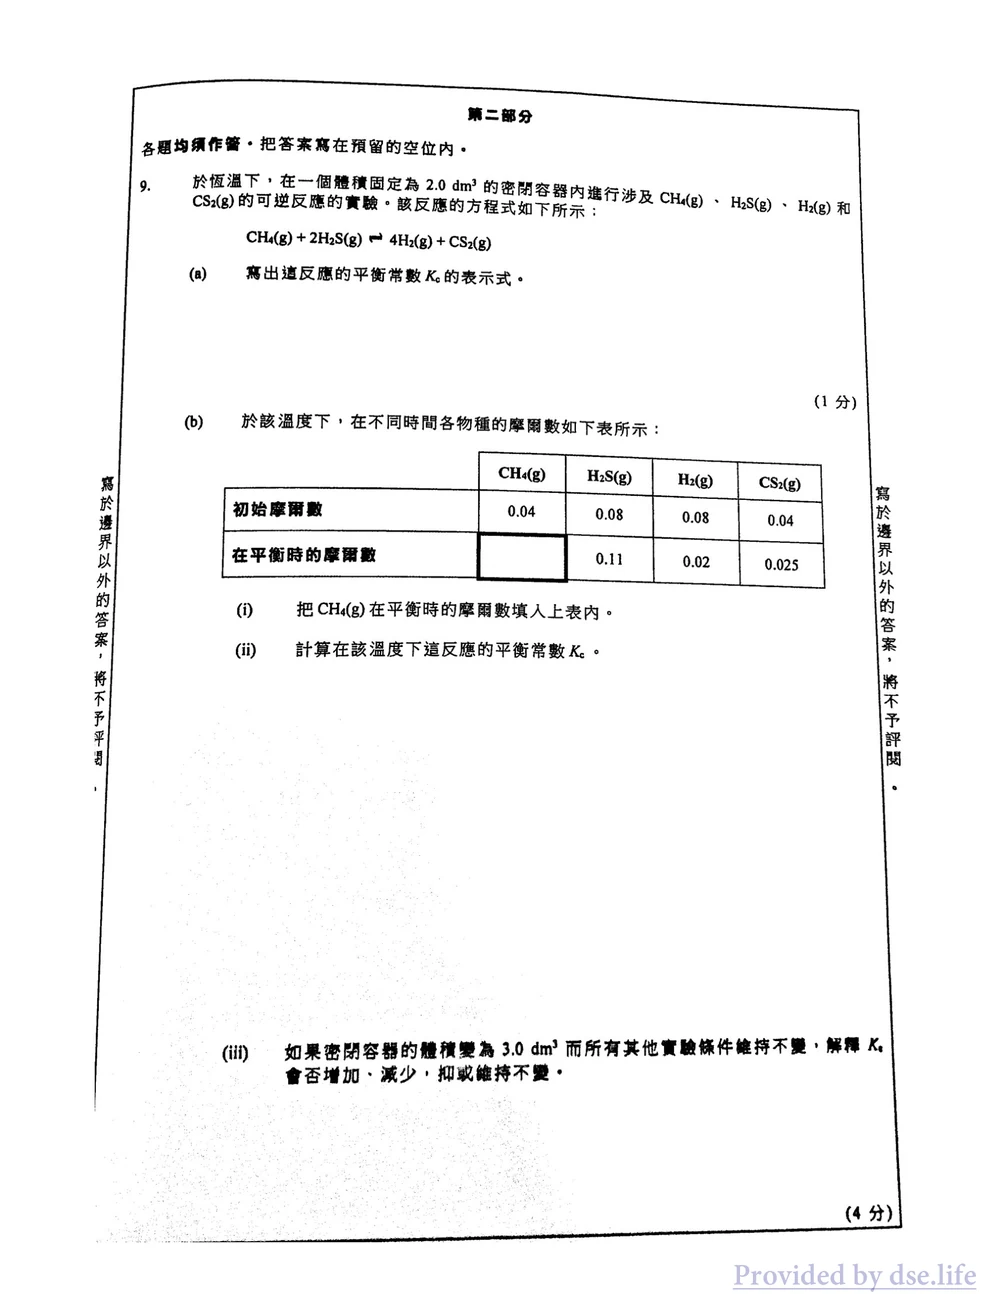 第二部分
各題均須作答。把答案寫在預留的空位內。
9. 於恆溫下，在一個體積固定為 2.0 dm³ 的密閉容器內進行涉及 CH₄(g) 、 H₂S(g) 、 H₂(g) 和
CS₂(g) 的可逆反應的實驗。該反應的方程式如下所示：
CH₄(g) + 2H₂S(g) ⇌ 4H₂(g) + CS₂(g)
(a) 寫出這反應的平衡常數 K꜀ 的表示式。
(1 分)
(b) 於該溫度下，在不同時間各物種的摩爾數如下表所示：
CH₄(g) H₂S(g) H₂(g) CS₂(g)
初始摩爾數 0.04 0.08 0.08 0.04
在平衡時的摩爾數 0.11 0.02 0.025
(i) 把 CH₄(g) 在平衡時的摩爾數填入上表內。
(ii) 計算在該溫度下這反應的平衡常數 K꜀ 。
(iii) 如果密閉容器的體積變為 3.0 dm³ 而所有其他實驗條件維持不變，解釋 K꜀
會否增加、減少，抑或維持不變。
(4 分)
寫於邊界以外的答案，將不予評閱。
寫於邊界以外的答案，將不予評閱。
Provided by dse.life